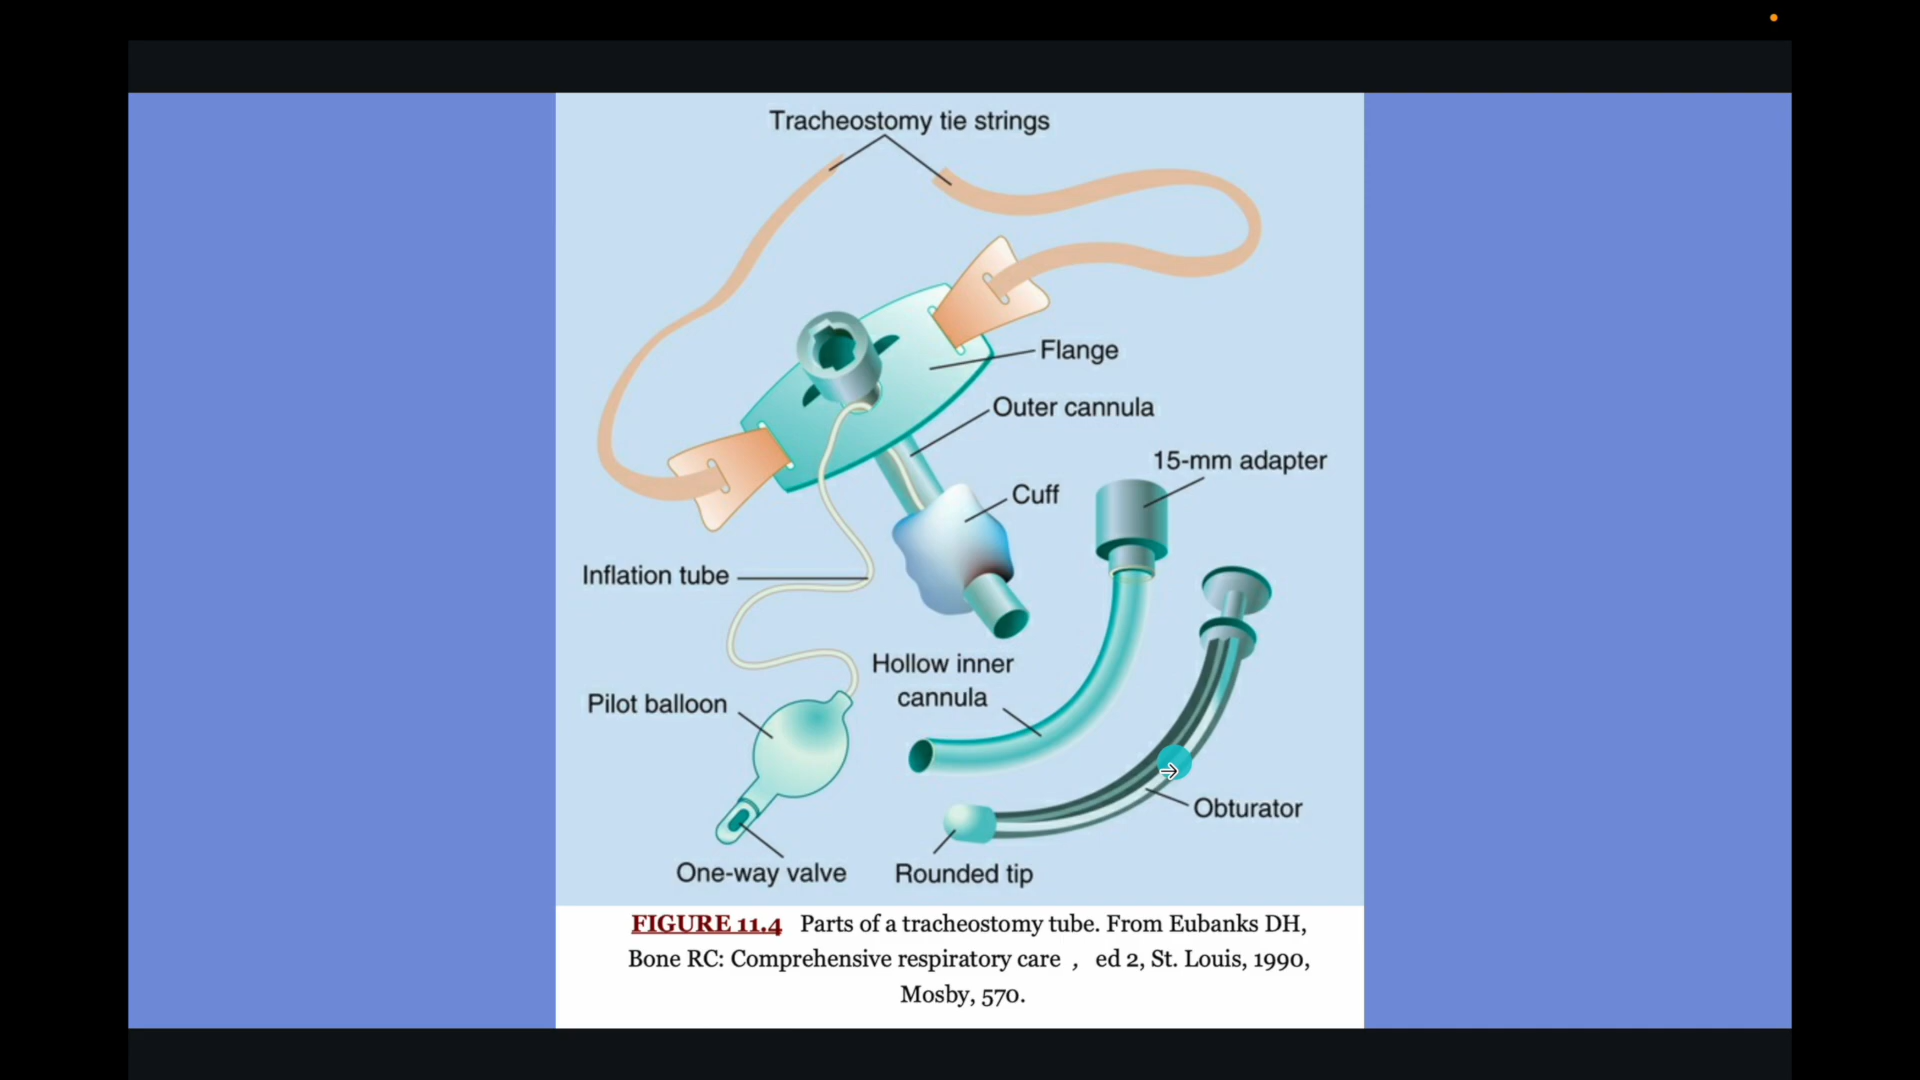 Tracheostomy tie strings
Flange
Outer cannula
15-mm adapter
Cuff
Inflation tube
Hollow inner
cannula
Pilot balloon
Obturator
One-way valve
Rounded tip
FIGURE 11.4 Parts of a tracheostomy tube. From Eubanks DH,
Bone RC: Comprehensive respiratory care , ed 2, St. Louis, 1990,
Mosby, 570.